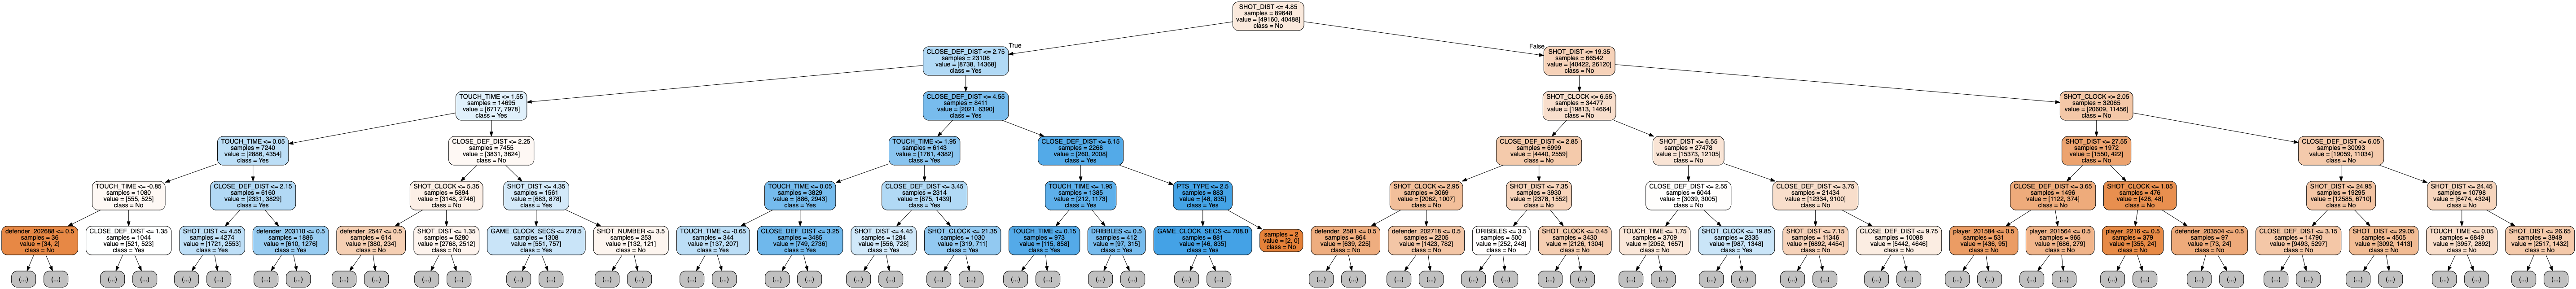 SHOT_DIST <= 4.85
samples = 89648
value = [49160, 40488]
class = No
True
False
CLOSE_DEF_DIST <= 2.75
samples = 23106
value = [8738, 14368]
class = Yes
SHOT_DIST <= 19.35
samples = 66542
value = [40422, 26120]
class = No
TOUCH_TIME <= 1.55
samples = 14695
value = [6717, 7978]
class = Yes
CLOSE_DEF_DIST <= 4.55
samples = 8411
value = [2021, 6390]
class = Yes
SHOT_CLOCK <= 6.55
samples = 34477
value = [19813, 14664]
class = No
SHOT_CLOCK <= 2.05
samples = 32065
value = [20609, 11456]
class = No
TOUCH_TIME <= 0.05
samples = 7240
value = [2886, 4354]
class = Yes
CLOSE_DEF_DIST <= 2.25
samples = 7455
value = [3831, 3624]
class = No
TOUCH_TIME <= 1.95
samples = 6143
value = [1761, 4382]
class = Yes
CLOSE_DEF_DIST <= 6.15
samples = 2268
value = [260, 2008]
class = Yes
CLOSE_DEF_DIST <= 2.85
samples = 6999
value = [4440, 2559]
class = No
SHOT_DIST <= 6.55
samples = 27478
value = [15373, 12105]
class = No
SHOT_DIST <= 27.55
samples = 1972
value = [1550, 422]
class = No
CLOSE_DEF_DIST <= 6.05
samples = 30093
value = [19059, 11034]
class = No
TOUCH_TIME <= -0.85
samples = 1080
value = [555, 525]
class = No
CLOSE_DEF_DIST <= 2.15
samples = 6160
value = [2331, 3829]
class = Yes
SHOT_CLOCK <= 5.35
samples = 5894
value = [3148, 2746]
class = No
SHOT_DIST <= 4.35
samples = 1561
value = [683, 878]
class = Yes
TOUCH_TIME <= 0.05
samples = 3829
value = [886, 2943]
class = Yes
CLOSE_DEF_DIST <= 3.45
samples = 2314
value = [875, 1439]
class = Yes
TOUCH_TIME <= 1.95
samples = 1385
value = [212, 1173]
class = Yes
PTS_TYPE <= 2.5
samples = 883
value = [48, 835]
class = Yes
SHOT_CLOCK <= 2.95
samples = 3069
value = [2062, 1007]
class = No
SHOT_DIST <= 7.35
samples = 3930
value = [2378, 1552]
class = No
CLOSE_DEF_DIST <= 2.55
samples = 6044
value = [3039, 3005]
class = No
CLOSE_DEF_DIST <= 3.75
samples = 21434
value = [12334, 9100]
class = No
CLOSE_DEF_DIST <= 3.65
samples = 1496
value = [1122, 374]
class = No
SHOT_CLOCK <= 1.05
samples = 476
value = [428, 48]
class = No
SHOT_DIST <= 24.95
samples = 19295
value = [12585, 6710]
class = No
SHOT_DIST <= 24.45
samples = 10798
value = [6474, 4324]
class = No
defender_202688 <= 0.5
samples = 36
value = [34, 2]
class = No
CLOSE_DEF_DIST <= 1.35
samples = 1044
value = [521, 523]
class = Yes
SHOT_DIST <= 4.55
samples = 4274
value = [1721, 2553]
class = Yes
defender_203110 <= 0.5
samples = 1886
value = [610, 1276]
class = Yes
defender_2547 <= 0.5
samples = 614
value = [380, 234]
class = No
SHOT_DIST <= 1.35
samples = 5280
value = [2768, 2512]
class = No
GAME_CLOCK_SECS <= 278.5
samples = 1308
value = [551, 757]
class = Yes
SHOT_NUMBER <= 3.5
samples = 253
value = [132, 121]
class = No
TOUCH_TIME <= -0.65
samples = 344
value = [137, 207]
class = Yes
CLOSE_DEF_DIST <= 3.25
samples = 3485
value = [749, 2736]
class = Yes
SHOT_DIST <= 4.45
samples = 1284
value = [556, 728]
class = Yes
SHOT_CLOCK <= 21.35
samples = 1030
value = [319, 711]
class = Yes
TOUCH_TIME <= 0.15
samples = 973
value = [115, 858]
class = Yes
DRIBBLES <= 0.5
samples = 412
value = [97, 315]
class = Yes
GAME_CLOCK_SECS <= 708.0
samples = 881
value = [46, 835]
class = Yes
samples = 2
value = [2, 0]
class = No
defender_2581 <= 0.5
samples = 864
value = [639, 225]
class = No
defender_202718 <= 0.5
samples = 2205
value = [1423, 782]
class = No
DRIBBLES <= 3.5
samples = 500
value = [252, 248]
class = No
SHOT_CLOCK <= 0.45
samples = 3430
value = [2126, 1304]
class = No
TOUCH_TIME <= 1.75
samples = 3709
value = [2052, 1657]
class = No
SHOT_CLOCK <= 19.85
samples = 2335
value = [987, 1348]
class = Yes
SHOT_DIST <= 7.15
samples = 11346
value = [6892, 4454]
class = No
CLOSE_DEF_DIST <= 9.75
samples = 10088
value = [5442, 4646]
class = No
player_201584 <= 0.5
samples = 531
value = [436, 95]
class = No
player_201564 <= 0.5
samples = 965
value = [686, 279]
class = No
player_2216 <= 0.5
samples = 379
value = [355, 24]
class = No
defender_203504 <= 0.5
samples = 97
value = [73, 24]
class = No
CLOSE_DEF_DIST <= 3.15
samples = 14790
value = [9493, 5297]
class = No
SHOT_DIST <= 29.05
samples = 4505
value = [3092, 1413]
class = No
TOUCH_TIME <= 0.05
samples = 6849
value = [3957, 2892]
class = No
SHOT_DIST <= 26.65
samples = 3949
value = [2517, 1432]
class = No
(...) (...) (...) (...) (...) (...) (...) (...) (...) (...) (...) (...) (...) (...) (...) (...) (...) (...) (...) (...) (...) (...) (...) (...) (...) (...) (...) (...) (...) (...) (...) (...) (...) (...) (...) (...) (...) (...) (...) (...) (...) (...) (...) (...) (...) (...) (...) (...) (...) (...) (...) (...) (...) (...) (...) (...) (...) (...) (...) (...) (...) (...)